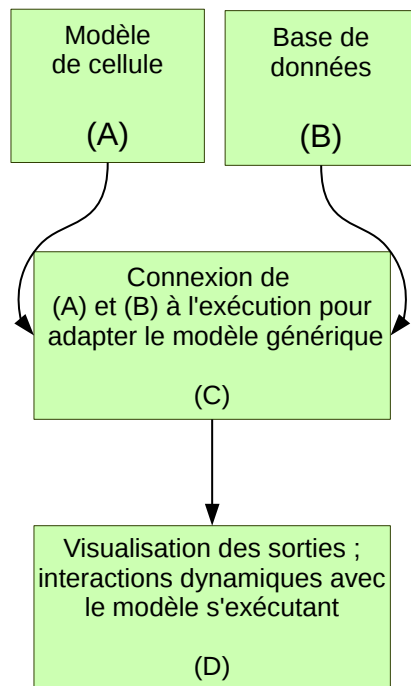 Modèle
de cellule
(A)
Base de
données
(B)
Connexion de
(A) et (B) à l'exécution pour
adapter le modèle générique
(C)
Visualisation des sorties ;
interactions dynamiques avec
le modèle s'exécutant
(D)